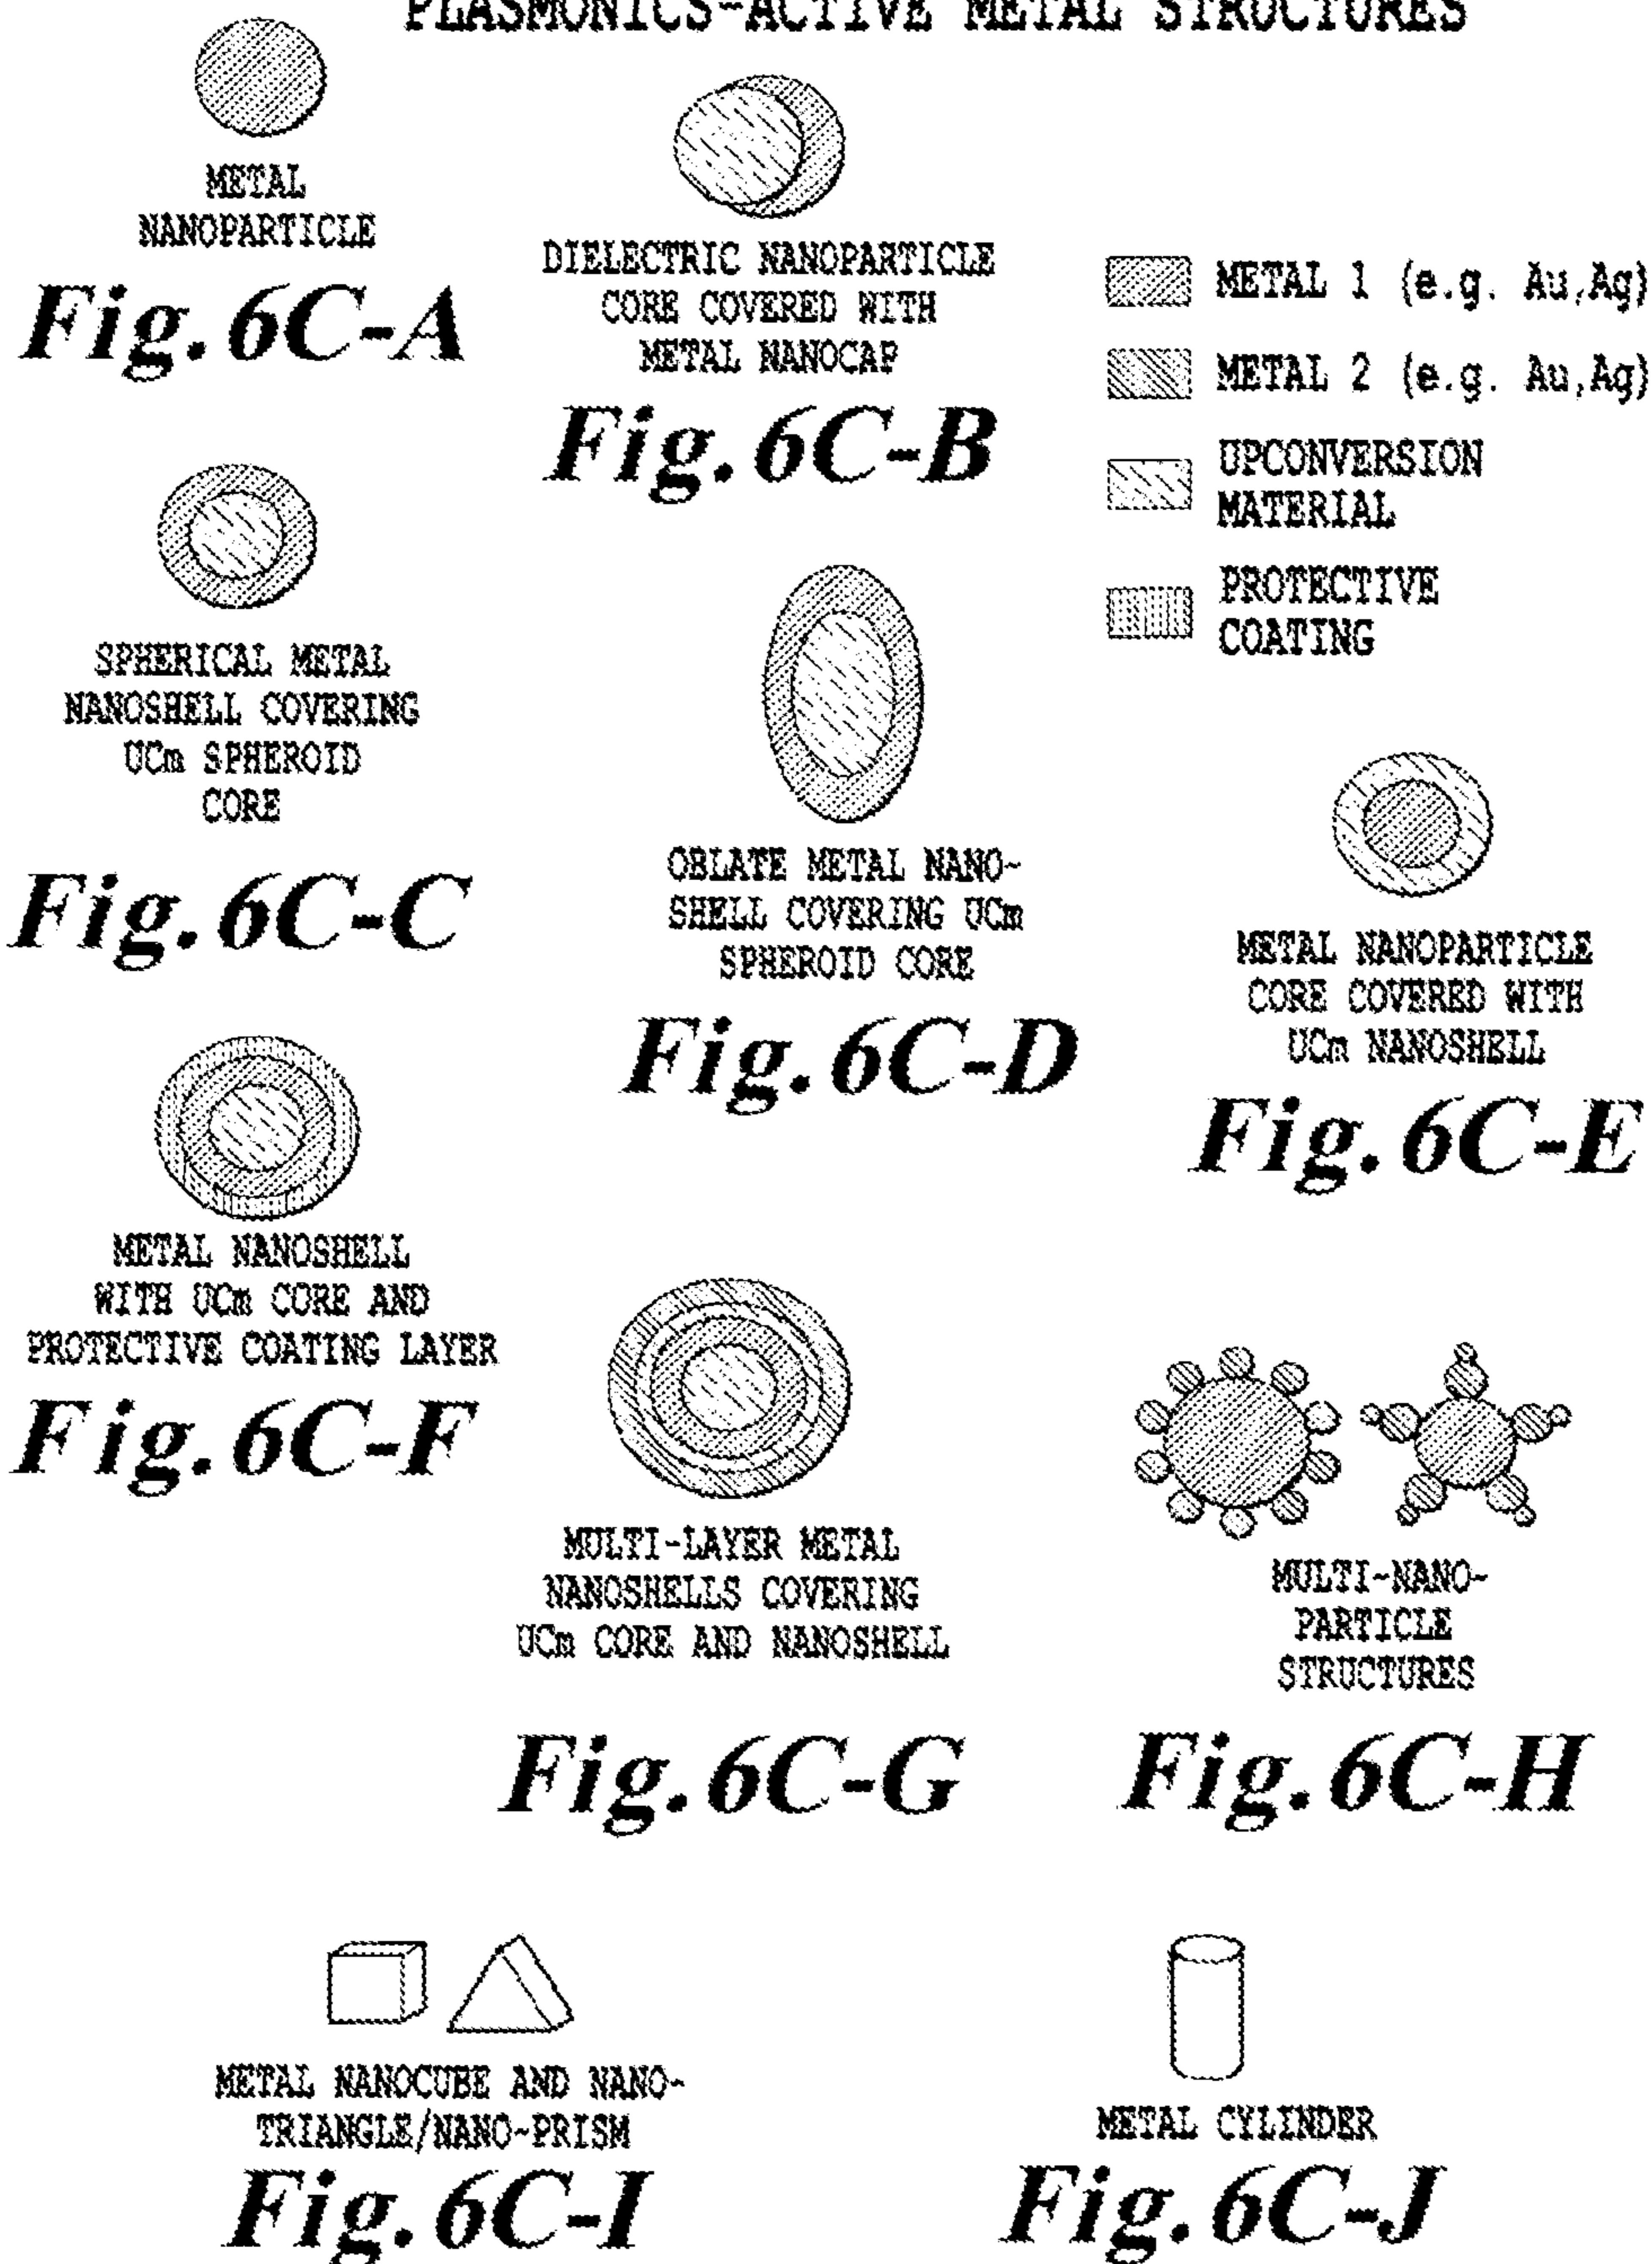 PLASMONICS-ACTIVE METAL STRUCTURES
METAL
NANOPARTICLE
Fig. 6C-A
DIELECTRIC NANOPARTICLE
CORE COVERED WITH
METAL NANOCAP
Fig. 6C-B
METAL 1 (e.g. Au,Ag)
METAL 2 (e.g. Au,Ag)
UPCONVERSION
MATERIAL
PROTECTIVE
COATING
SPHERICAL METAL
NANOSHELL COVERING
UCm SPHEROID
CORE
Fig. 6C-C
OBLATE METAL NANO-
SHELL COVERING UCm
SPHEROID CORE
Fig. 6C-D
METAL NANOPARTICLE
CORE COVERED WITH
UCm NANOSHELL
Fig. 6C-E
METAL NANOSHELL
WITH UCm CORE AND
PROTECTIVE COATING LAYER
Fig. 6C-F
MULTI-LAYER METAL
NANOSHELLS COVERING
UCm CORE AND NANOSHELL
Fig. 6C-G
MULTI-NANO-
PARTICLE
STRUCTURES
Fig. 6C-H
METAL NANOCUBE AND NANO-
TRIANGLE/NANO-PRISM
Fig. 6C-I
METAL CYLINDER
Fig. 6C-J